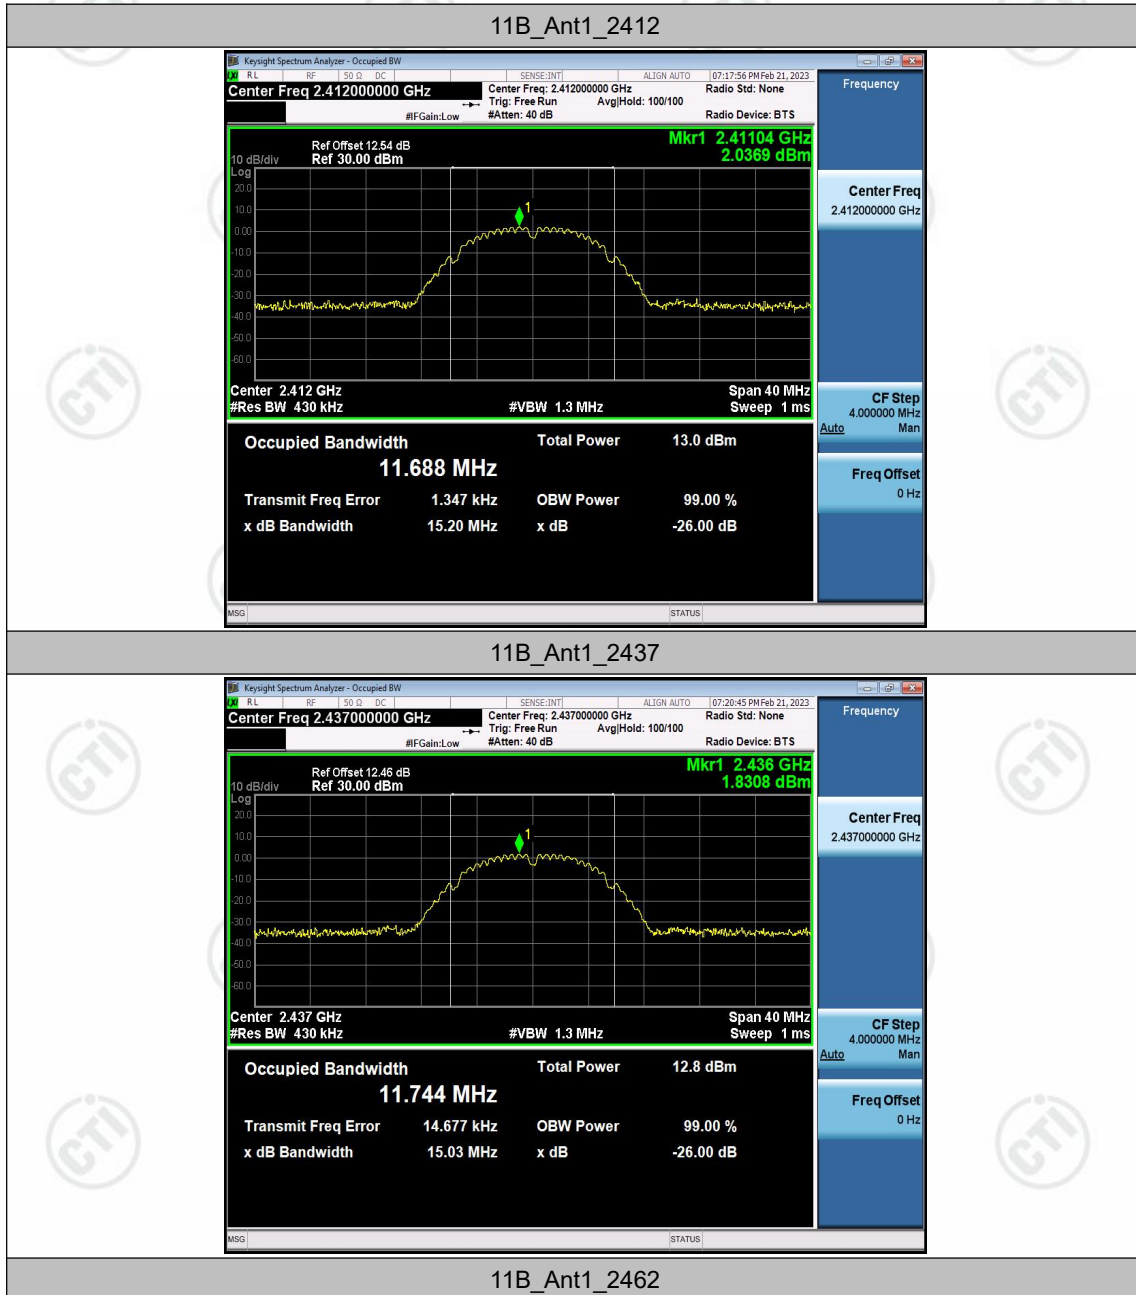 11B_Ant1_2412
Keysight Spectrum Analyzer - Occupied BW
LXI RL RF 50 Ω DC SENSE:INT ALIGN AUTO 07:17:56 PM Feb 21, 2023
Center Freq 2.412000000 GHz
Center Freq: 2.412000000 GHz Radio Std: None
Trig: Free Run Avg|Hold: 100/100
#IFGain:Low #Atten: 40 dB Radio Device: BTS
Frequency
Mkr1 2.41104 GHz
2.0369 dBm
Ref Offset 12.54 dB
10 dB/div Ref 30.00 dBm
Log
20.0
10.0
0.00
-10.0
-20.0
-30.0
-40.0
-50.0
-60.0
1
Center 2.412 GHz Span 40 MHz
#Res BW 430 kHz #VBW 1.3 MHz Sweep 1 ms
Center Freq
2.412000000 GHz
CF Step
4.000000 MHz
Auto Man
Freq Offset
0 Hz
Occupied Bandwidth Total Power 13.0 dBm
11.688 MHz
Transmit Freq Error 1.347 kHz OBW Power 99.00 %
x dB Bandwidth 15.20 MHz x dB -26.00 dB
MSG STATUS
11B_Ant1_2437
Keysight Spectrum Analyzer - Occupied BW
LXI RL RF 50 Ω DC SENSE:INT ALIGN AUTO 07:20:45 PM Feb 21, 2023
Center Freq 2.437000000 GHz
Center Freq: 2.437000000 GHz Radio Std: None
Trig: Free Run Avg|Hold: 100/100
#IFGain:Low #Atten: 40 dB Radio Device: BTS
Frequency
Mkr1 2.436 GHz
1.8308 dBm
Ref Offset 12.46 dB
10 dB/div Ref 30.00 dBm
Log
20.0
10.0
0.00
-10.0
-20.0
-30.0
-40.0
-50.0
-60.0
1
Center 2.437 GHz Span 40 MHz
#Res BW 430 kHz #VBW 1.3 MHz Sweep 1 ms
Center Freq
2.437000000 GHz
CF Step
4.000000 MHz
Auto Man
Freq Offset
0 Hz
Occupied Bandwidth Total Power 12.8 dBm
11.744 MHz
Transmit Freq Error 14.677 kHz OBW Power 99.00 %
x dB Bandwidth 15.03 MHz x dB -26.00 dB
MSG STATUS
11B_Ant1_2462
CTI
CTI
CTI
CTI
CTI
CTI